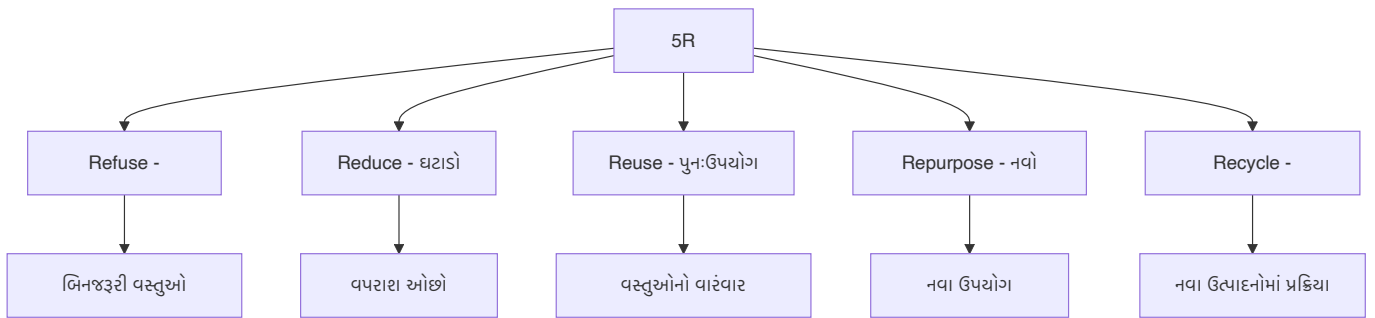 5R
Refuse -
Reduce - ઘટાડો
Reuse - પુનઃઉપયોગ
Repurpose - નવો
Recycle -
બિનજરૂરી વસ્તુઓ
વપરાશ ઓછો
વસ્તુઓનો વારંવાર
નવા ઉપયોગ
નવા ઉત્પાદનોમાં પ્રક્રિયા